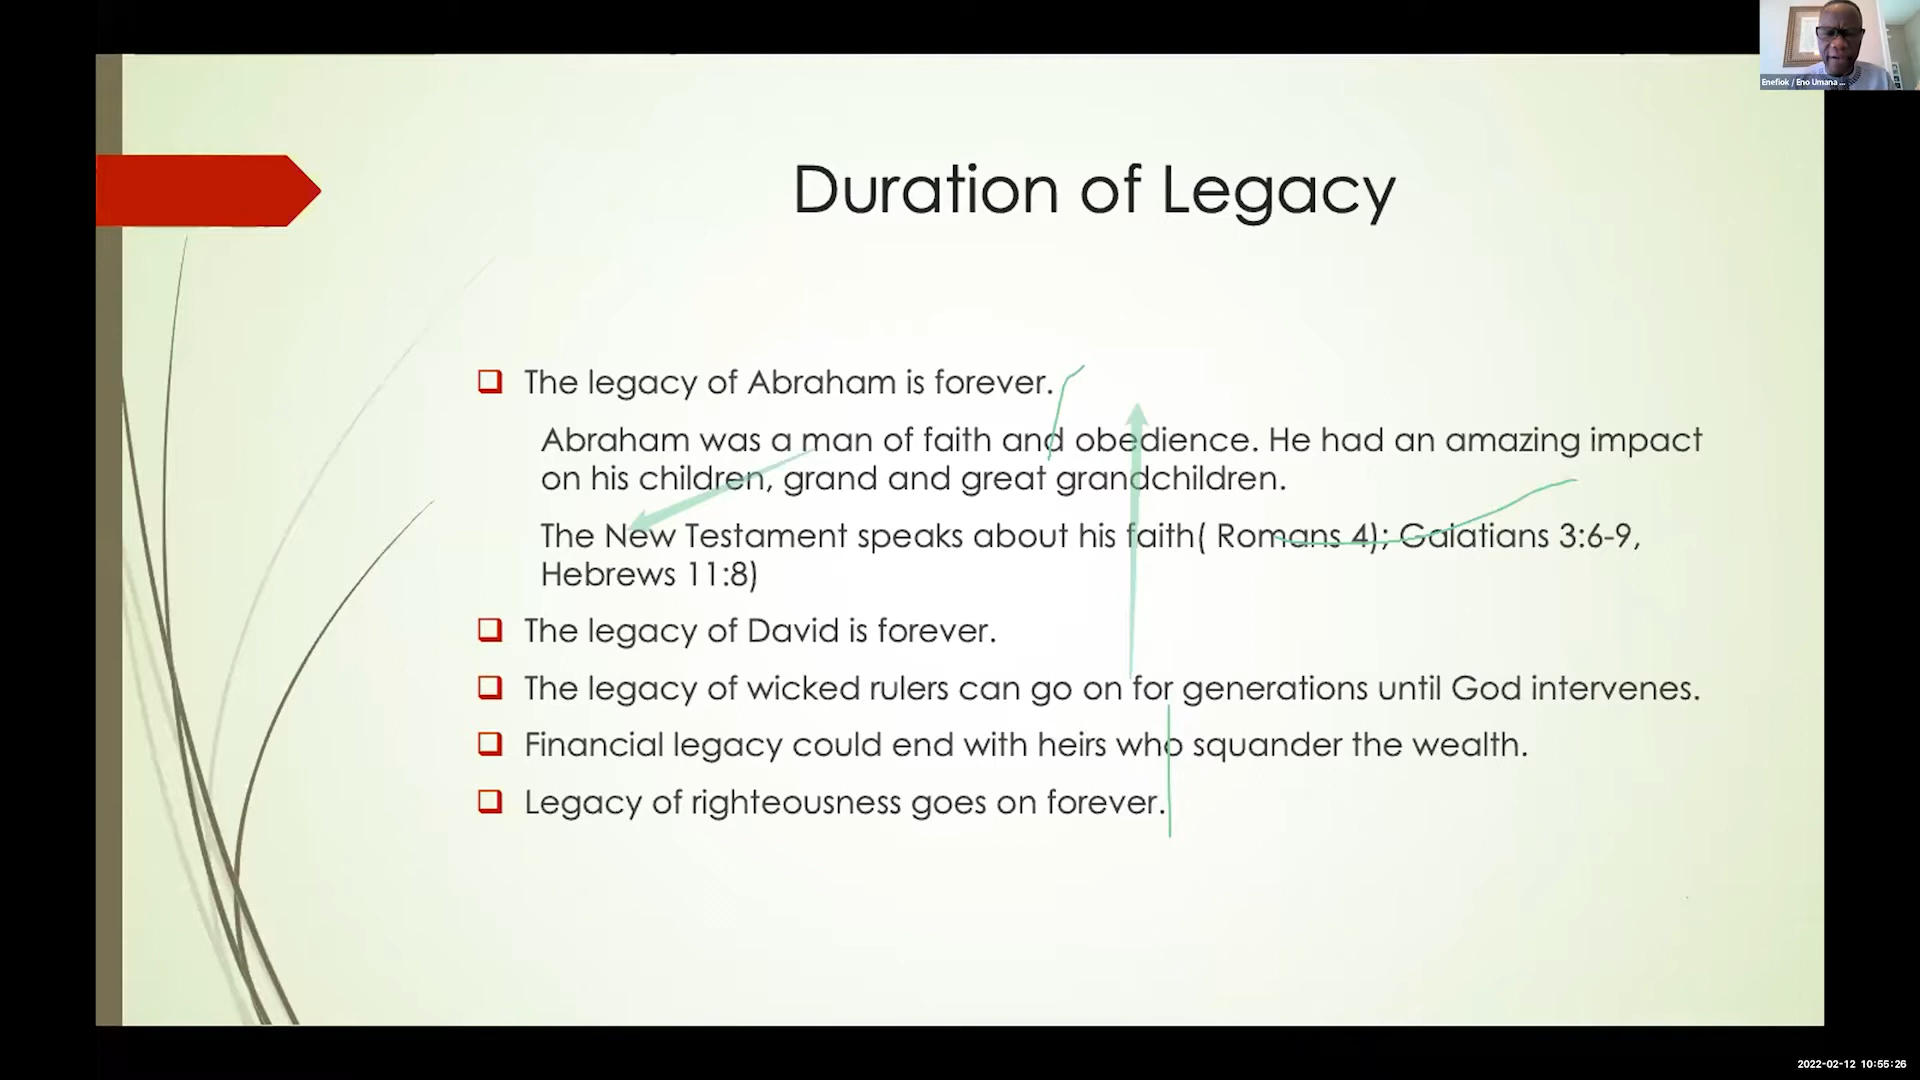 Enefiok / Eno Umana ...
Duration of Legacy
The legacy of Abraham is forever.
Abraham was a man of faith and obedience. He had an amazing impact
on his children, grand and great grandchildren.
The New Testament speaks about his faith( Romans 4); Galatians 3:6-9,
Hebrews 11:8)
The legacy of David is forever.
The legacy of wicked rulers can go on for generations until God intervenes.
Financial legacy could end with heirs who squander the wealth.
Legacy of righteousness goes on forever.
2022-02-12 10:55:26